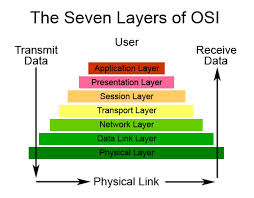 The Seven Layers of OSI
Transmit
Data
User
Receive
Data
Application Layer
Presentation Layer
Session Layer
Transport Layer
Network Layer
Data Link Layer
Physical Layer
Physical Link